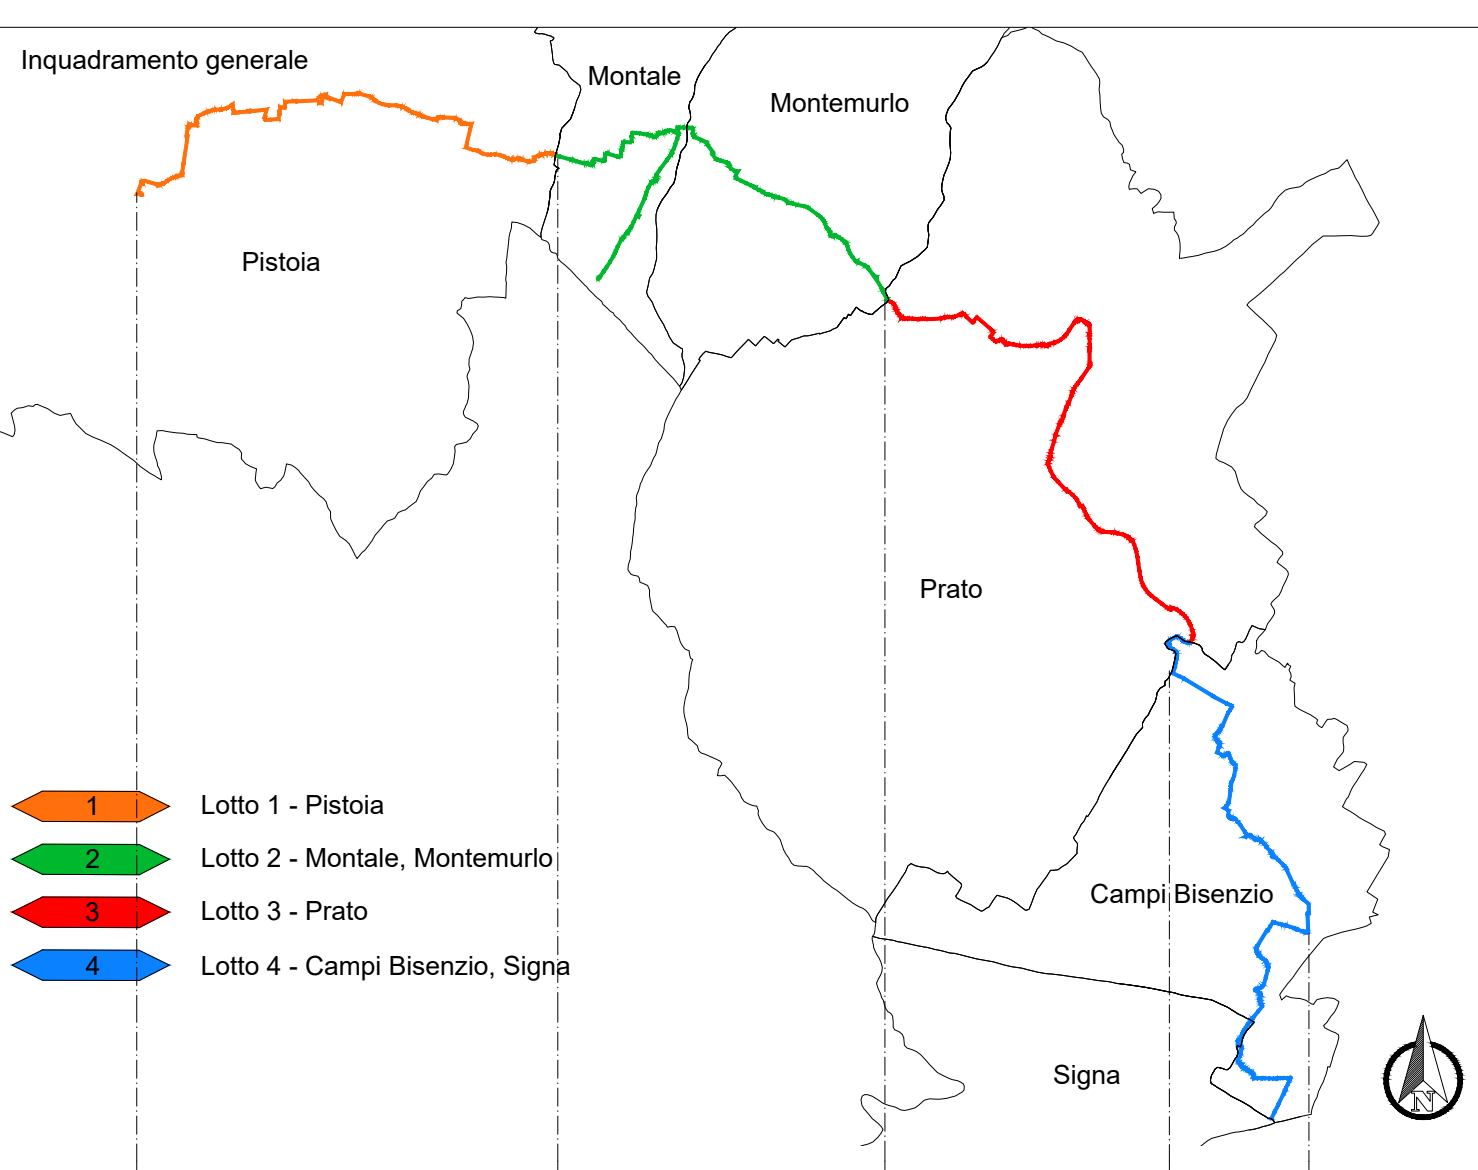 Inquadramento generale
Montale
Montemurlo
Pistoia
Prato
1 Lotto 1 - Pistoia
2 Lotto 2 - Montale, Montemurlo
3 Lotto 3 - Prato
4 Lotto 4 - Campi Bisenzio, Signa
Campi Bisenzio
Signa
N